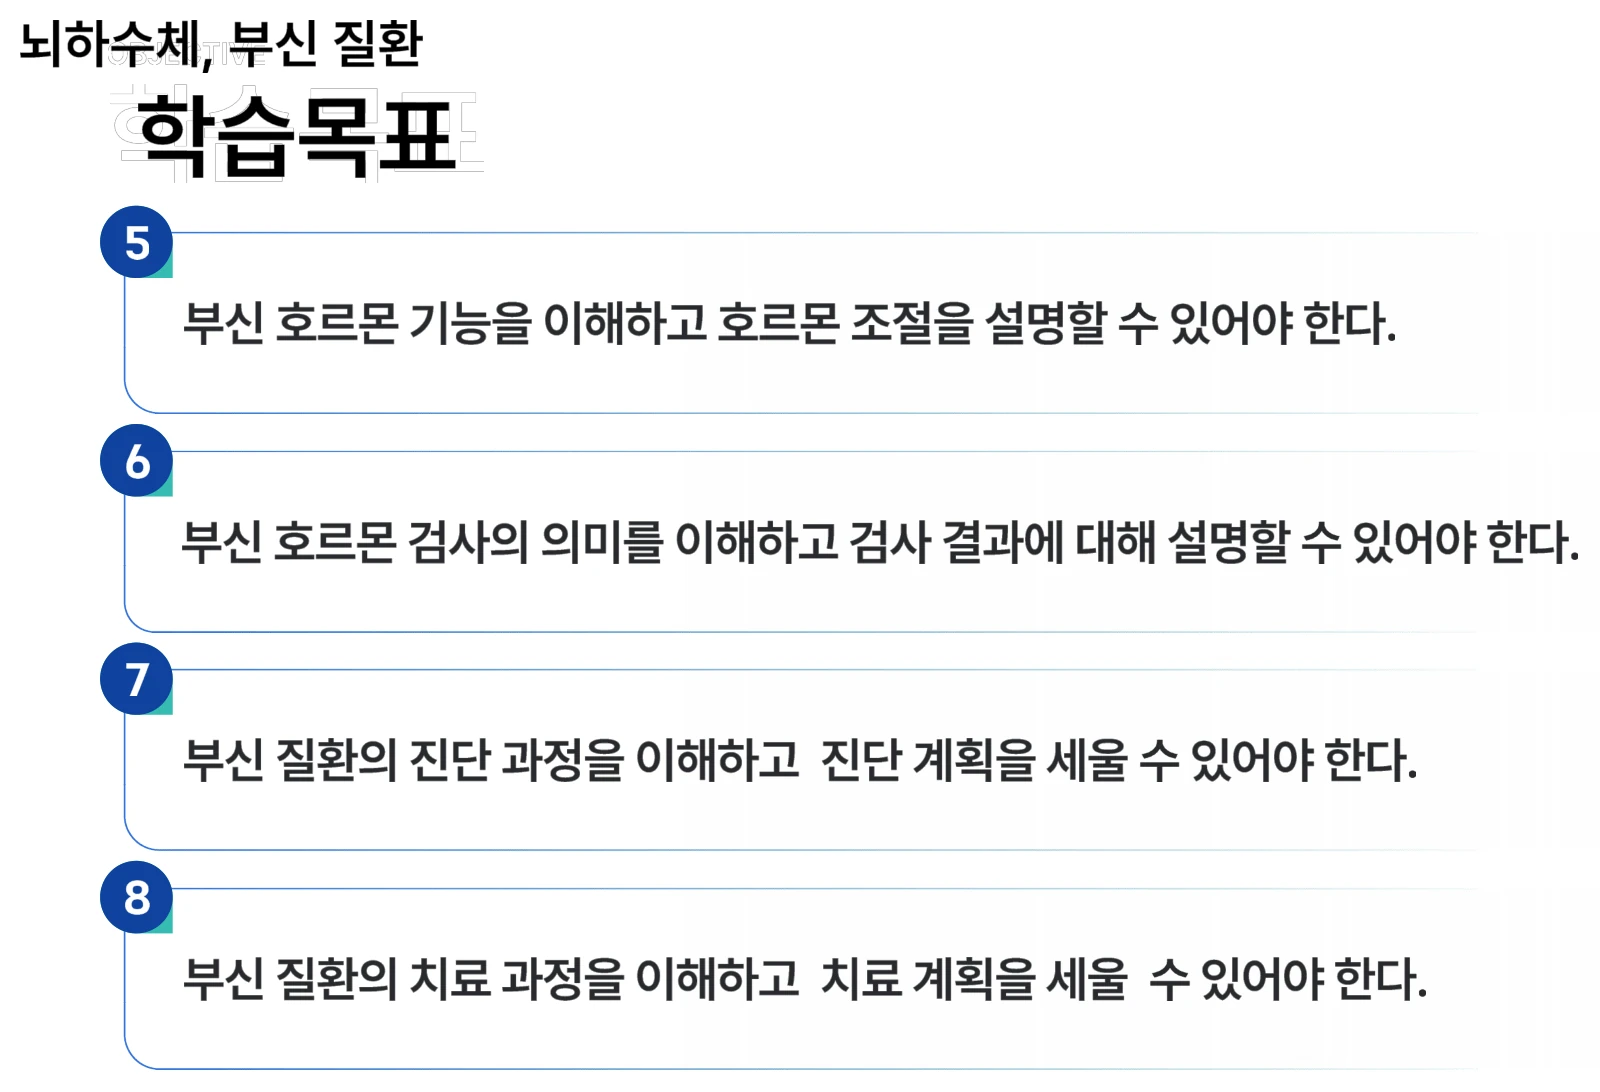 뇌하수체, 부신 질환
OBJECTIVE
학습목표
5
부신 호르몬 기능을 이해하고 호르몬 조절을 설명할 수 있어야 한다.
6
부신 호르몬 검사의 의미를 이해하고 검사 결과에 대해 설명할 수 있어야 한다.
7
부신 질환의 진단 과정을 이해하고 진단 계획을 세울 수 있어야 한다.
8
부신 질환의 치료 과정을 이해하고 치료 계획을 세울 수 있어야 한다.